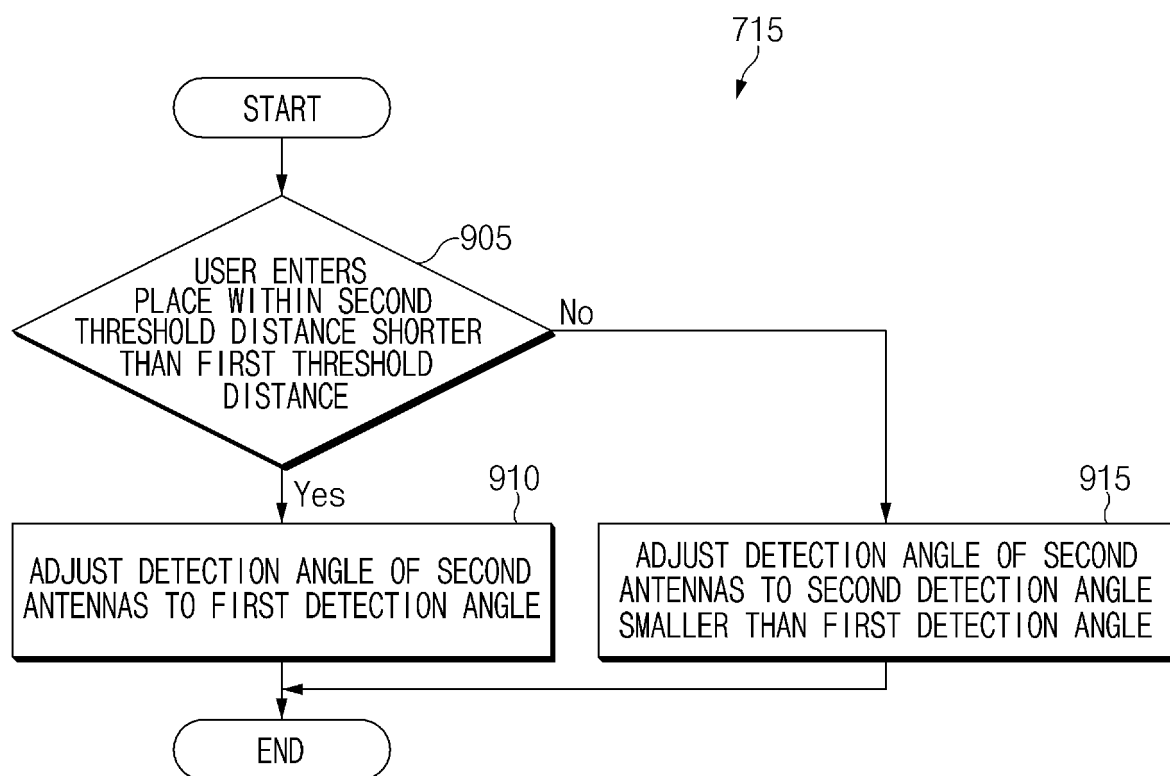 715
START
905
USER ENTERS
PLACE WITHIN SECOND
THRESHOLD DISTANCE SHORTER
THAN FIRST THRESHOLD
DISTANCE
No
Yes
910
ADJUST DETECTION ANGLE OF SECOND
ANTENNAS TO FIRST DETECTION ANGLE
915
ADJUST DETECTION ANGLE OF SECOND
ANTENNAS TO SECOND DETECTION ANGLE
SMALLER THAN FIRST DETECTION ANGLE
END